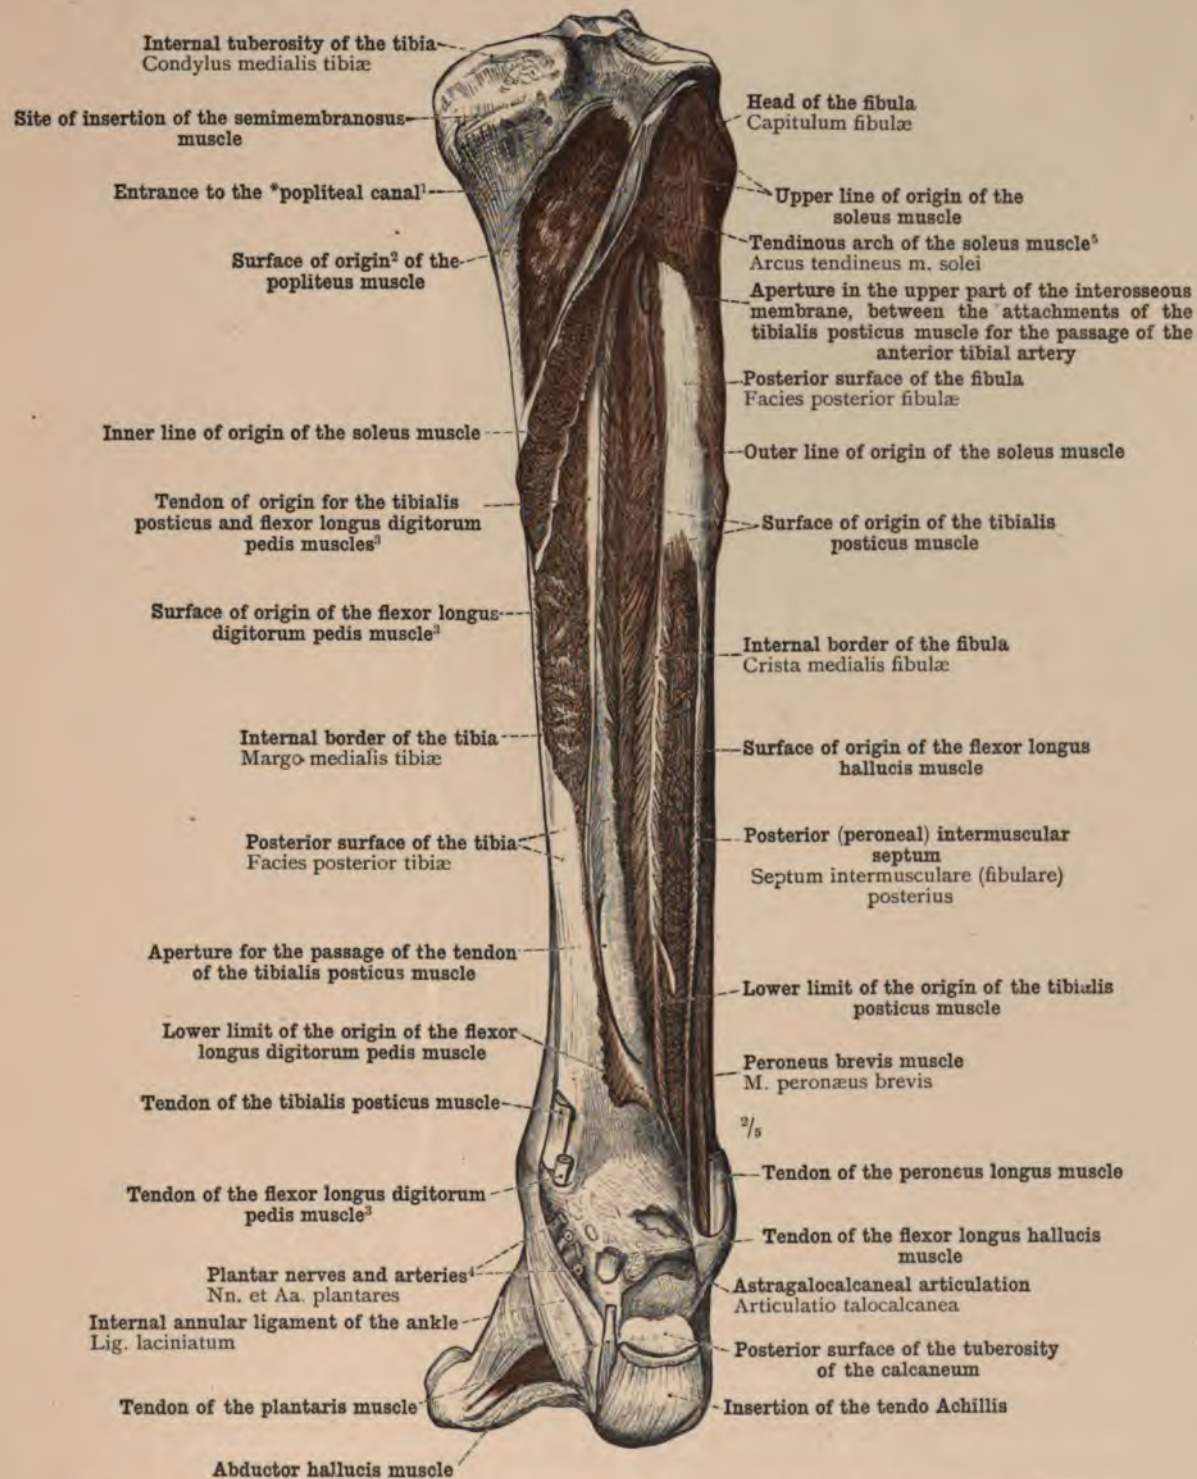 Internal tuberosity of the tibia
Condylus medialis tibiæ
Site of insertion of the semimembranosus
muscle
Entrance to the *popliteal canal¹
Surface of origin² of the
popliteus muscle
Inner line of origin of the soleus muscle
Tendon of origin for the tibialis
posticus and flexor longus digitorum
pedis muscles³
Surface of origin of the flexor longus
digitorum pedis muscle³
Internal border of the tibia
Margo medialis tibiæ
Posterior surface of the tibia
Facies posterior tibiæ
Aperture for the passage of the tendon
of the tibialis posticus muscle
Lower limit of the origin of the flexor
longus digitorum pedis muscle
Tendon of the tibialis posticus muscle
Tendon of the flexor longus digitorum
pedis muscle³
Plantar nerves and arteries⁴
Nn. et Aa. plantares
Internal annular ligament of the ankle
Lig. laciniatum
Tendon of the plantaris muscle
Abductor hallucis muscle
Head of the fibula
Capitulum fibulæ
Upper line of origin of the
soleus muscle
Tendinous arch of the soleus muscle⁵
Arcus tendineus m. solei
Aperture in the upper part of the interosseous
membrane, between the attachments of the
tibialis posticus muscle for the passage of the
anterior tibial artery
Posterior surface of the fibula
Facies posterior fibulæ
Outer line of origin of the soleus muscle
Surface of origin of the tibialis
posticus muscle
Internal border of the fibula
Crista medialis fibulæ
Surface of origin of the flexor longus
hallucis muscle
Posterior (peroneal) intermuscular
septum
Septum intermusculare (fibulare)
posterius
Lower limit of the origin of the tibialis
posticus muscle
Peroneus brevis muscle
M. peronæus brevis
2/5
Tendon of the peroneus longus muscle
Tendon of the flexor longus hallucis
muscle
Astragalocalcaneal articulation
Articulatio talocalcanea
Posterior surface of the tuberosity
of the calcaneum
Insertion of the tendo Achillis